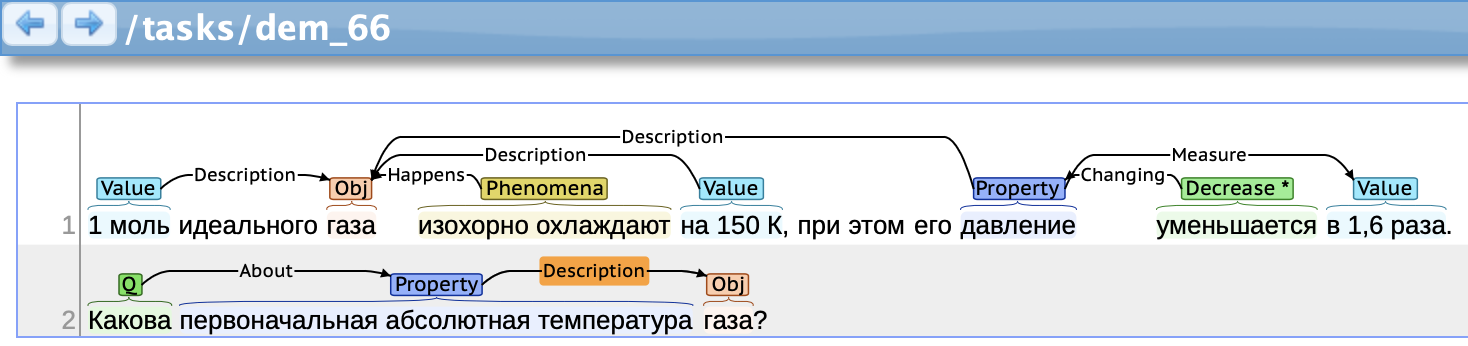 /tasks/dem_66
Description
Description Measure
Description Happens Changing
Value Obj Phenomena Value Property Decrease * Value
1 1 моль идеального газа изохорно охлаждают на 150 К, при этом его давление уменьшается в 1,6 раза.
About Description
Q Property Obj
2 Какова первоначальная абсолютная температура газа?